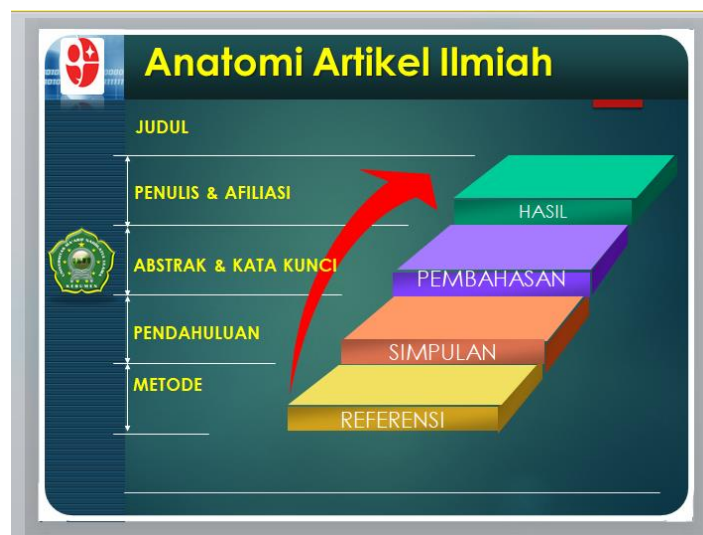 Anatomi Artikel Ilmiah
JUDUL
PENULIS & AFILIASI
ABSTRAK & KATA KUNCI
PENDAHULUAN
METODE
HASIL
PEMBAHASAN
SIMPULAN
REFERENSI